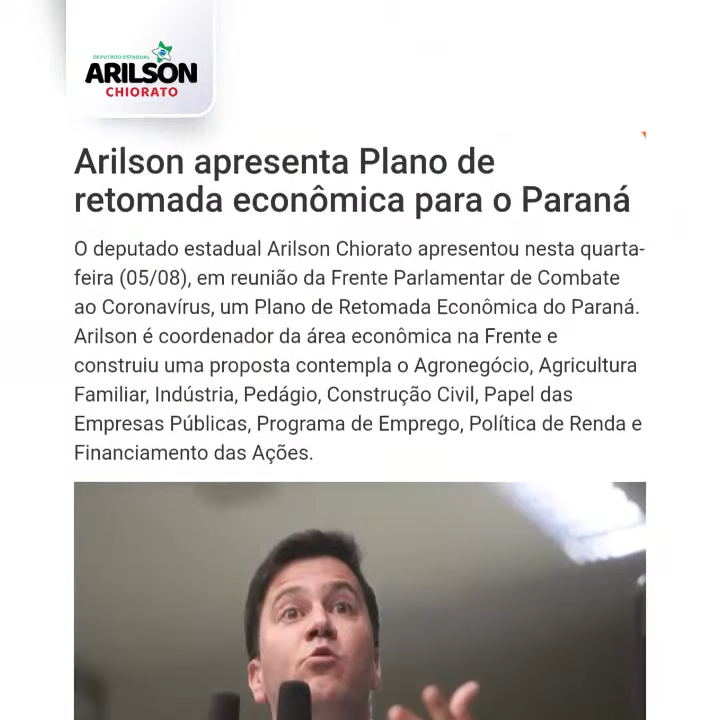 DEPUTADO ESTADUAL
ARILSON
CHIORATO
Arilson apresenta Plano de
retomada econômica para o Paraná
O deputado estadual Arilson Chiorato apresentou nesta quarta-
feira (05/08), em reunião da Frente Parlamentar de Combate
ao Coronavírus, um Plano de Retomada Econômica do Paraná.
Arilson é coordenador da área econômica na Frente e
construiu uma proposta contempla o Agronegócio, Agricultura
Familiar, Indústria, Pedágio, Construção Civil, Papel das
Empresas Públicas, Programa de Emprego, Política de Renda e
Financiamento das Ações.